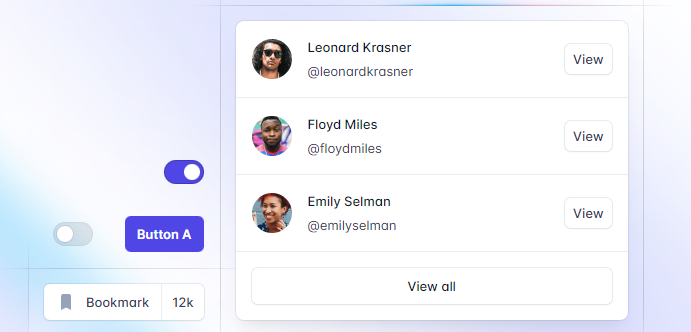 Leonard Krasner
@leonardkrasner
View
Floyd Miles
@floydmiles
View
Emily Selman
@emilyselman
View
View all
Button A
Bookmark
12k